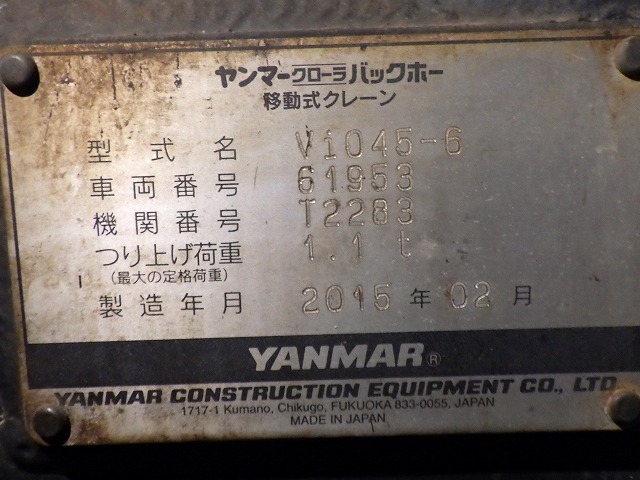 ヤンマークローラバックホー
移動式クレーン
型式名 ViO45-6
車両番号 61953
機関番号 T2283
つり上げ荷重 1.1 t
(最大の定格荷重)
製造年月 2015 年 02 月
YANMAR®
YANMAR CONSTRUCTION EQUIPMENT CO., LTD
1717-1 Kumano, Chikugo, FUKUOKA 833-0055, JAPAN
MADE IN JAPAN